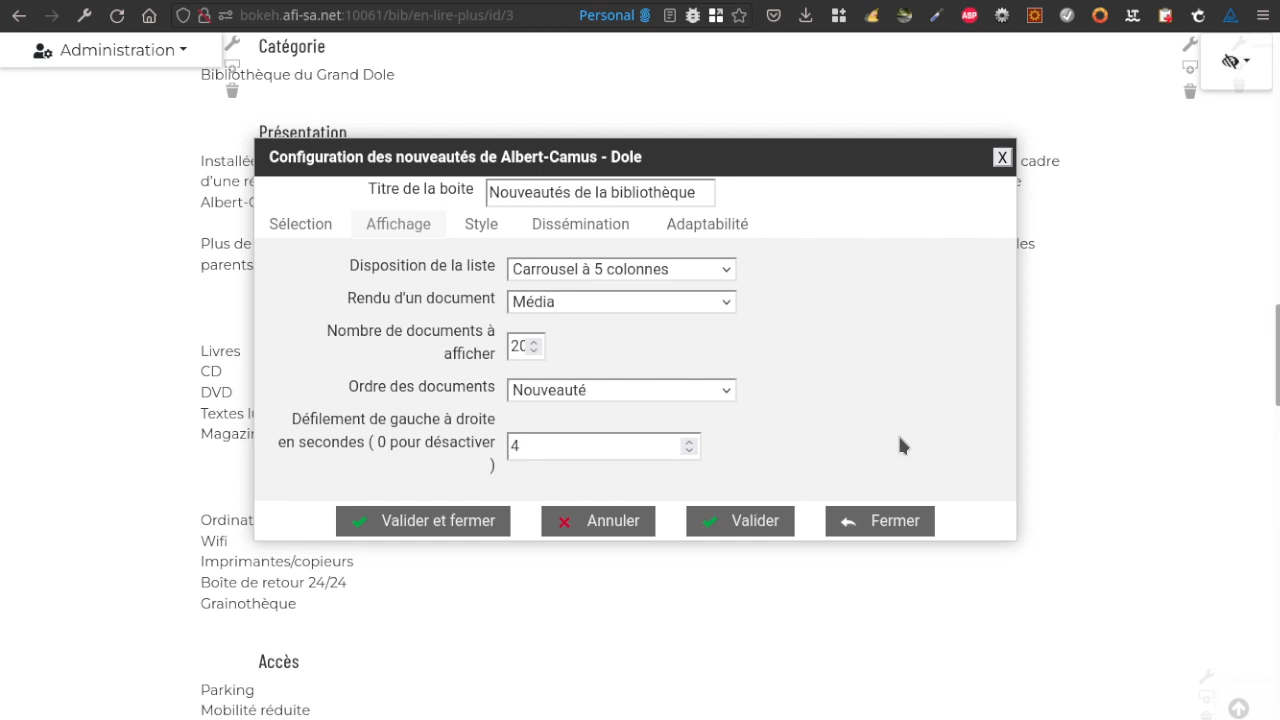 bokeh.afi-sa.net:10061/bib/en-lire-plus/id/3
Personal
ABP
Administration
Catégorie
Bibliothèque du Grand Dole
Présentation
Installée
cadre
d'une
Albert-C
Plus de
les
parents
Configuration des nouveautés de Albert-Camus - Dole
X
Titre de la boite
Nouveautés de la bibliothèque
Sélection
Affichage
Style
Dissémination
Adaptabilité
Disposition de la liste
Carrousel à 5 colonnes
Rendu d'un document
Média
Nombre de documents à
afficher
20
Ordre des documents
Nouveauté
Défilement de gauche à droite
en secondes ( 0 pour désactiver
)
4
Valider et fermer
Annuler
Valider
Fermer
Livres
CD
DVD
Textes l
Magazin
Ordinat
Wifi
Imprimantes/copieurs
Boîte de retour 24/24
Grainothèque
Accès
Parking
Mobilité réduite